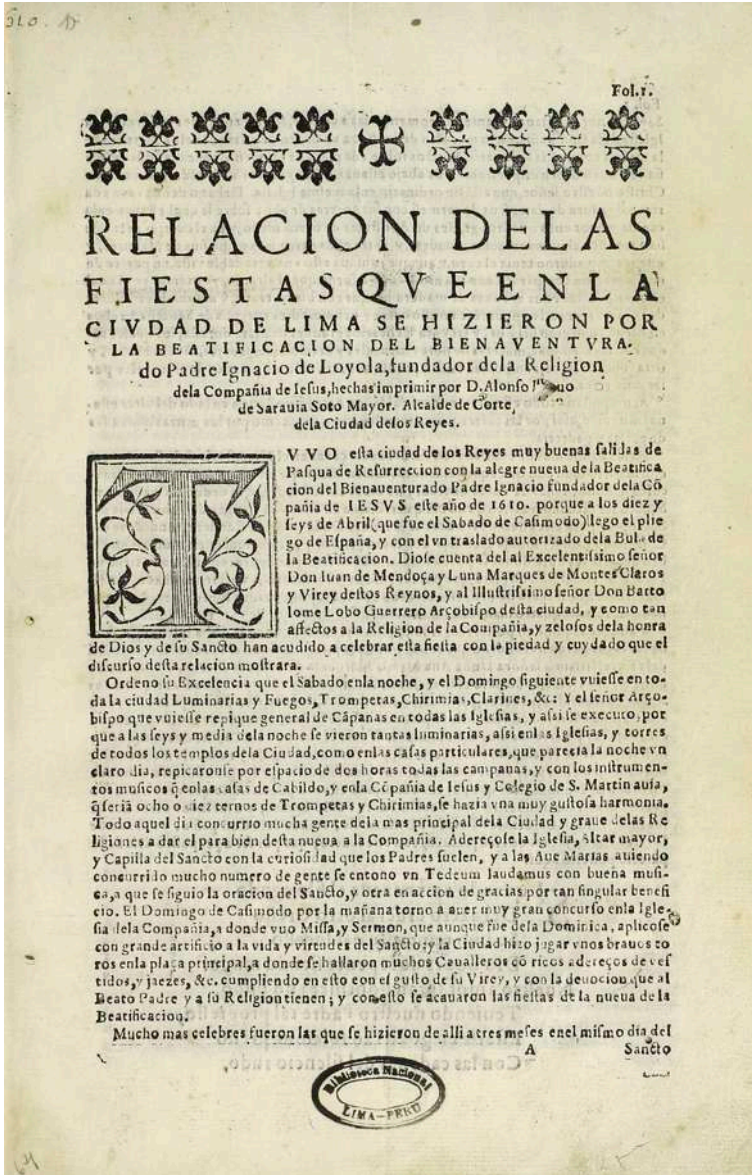 Fol.1.
RELACION DELAS
FIESTAS QVE EN LA
CIVDAD DE LIMA SE HIZIERON POR
LA BEATIFICACION DEL BIENAVENTVRA-
do Padre Ignacio de Loyola, fundador dela Religion
dela Compañia de Iesus, hechas imprimir por D. Alonso
de Sarauia Soto Mayor. Alcalde de Corte,
dela Ciudad delos Reyes.
TVVO esta ciudad de los Reyes muy buenas salidas de
Pasqua de Resurreccion con la alegre nueua de la Beatifica
cion del Bienauenturado Padre Ignacio fundador dela Cõ
pañia de IESVS este año de 1610. porque a los diez y
seys de Abril (que fue el Sabado de Casimodo) llego el plie
go de España, y con el vn traslado autorizado dela Bula de
la Beatificacion. Diose cuenta del al Excelentissimo señor
Don Iuan de Mendoça y Luna Marques de Montes Claros
y Virey destos Reynos, y al Illustrissimo señor Don Barto
lome Lobo Guerrero Arçobispo desta ciudad, y como tan
affectos a la Religion de la Compañia, y zelosos dela honra
de Dios y de su Sancto han acudido a celebrar esta fiesta con la piedad y cuydado que el
discurso desta relacion mostrara.
Ordeno su Excelencia que el Sabado enla noche, y el Domingo siguiente vuiesse en to-
da la ciudad Luminarias y Fuegos, Trompetas, Chirimias, Clarines, &c: Y el señor Arço-
bispo que vuiesse repique general de Cãpanas en todas las Iglesias, y assi se executo, por
que a las seys y media dela noche se vieron tantas luminarias, assi enlas Iglesias, y torres
de todos los templos dela Ciudad, como enlas casas particulares, que parecia la noche vn
claro dia, repicaronse por espacio de dos horas todas las campanas, y con los instrumen-
tos musicos q̃ enlas casas de Cabildo, y enla Cõpañia de Iesus y Colegio de S. Martin auia,
q̃ seriã ocho o diez ternos de Trompetas y Chirimias, se hazia vna muy gustosa harmonia.
Todo aquel dia concurrio mucha gente dela mas principal dela Ciudad y graue delas Re
ligiones a dar el para bien desta nueua a la Compañia. Adereçose la Iglesia, Altar mayor,
y Capilla del Sancto con la curiosidad que los Padres suelen, y a las Aue Marias auiendo
concurrido mucho numero de gente se entono vn Tedeum laudamus con buena musi-
ca, a que se siguio la oracion del Sancto, y otra en accion de gracias por tan singular benefi
cio. El Domingo de Casimodo por la mañana torno a auer muy gran concurso enla Igle-
sia dela Compañia, a donde vuo Missa, y Sermon, que aunque fue dela Dominica, aplicose
con grande artificio a la vida y virtudes del Sancto: y la Ciudad hizo jugar vnos brauos to
ros enla plaça principal, a donde se hallaron muchos Caualleros cõ ricos adereços de ves
tidos, y jaezes, &c. cumpliendo en esto con el gusto de su Virey, y con la deuocion que al
Beato Padre y a su Religion tienen; y con esto se acauaron las fiestas de la nueua de la
Beatificacion.
Mucho mas celebres fueron las que se hizieron de alli a tres meses enel mismo dia del
A Sancto
Biblioteca Nacional
LIMA-PERÚ